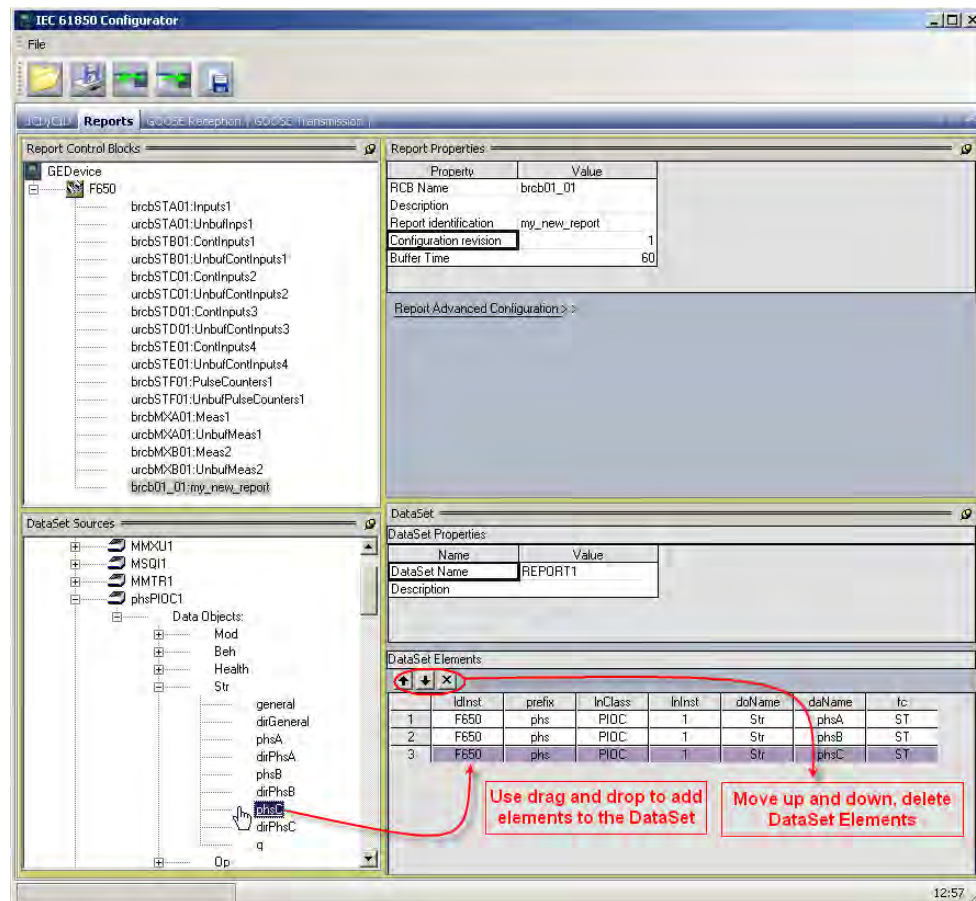 IEC 61850 Configurator
File
ICD/CID Reports GOOSE Reception GOOSE Transmission
Report Control Blocks
GEDevice
F650
brcbSTA01:Inputs1
urcbSTA01:UnbufInps1
brcbSTB01:ContInputs1
urcbSTB01:UnbufContInputs1
brcbSTC01:ContInputs2
urcbSTC01:UnbufContInputs2
brcbSTD01:ContInputs3
urcbSTD01:UnbufContInputs3
brcbSTE01:ContInputs4
urcbSTE01:UnbufContInputs4
brcbSTF01:PulseCounters1
urcbSTF01:UnbufPulseCounters1
brcbMXA01:Meas1
urcbMXA01:UnbufMeas1
brcbMXB01:Meas2
urcbMXB01:UnbufMeas2
brcb01_01:my_new_report
Report Properties
Property Value
RCB Name brcb01_01
Description
Report identification my_new_report
Configuration revision 1
Buffer Time 60
Report Advanced Configuration > >
DataSet Sources
MMXU1
MSQI1
MMTR1
phsPIOC1
Data Objects:
Mod
Beh
Health
Str
general
dirGeneral
phsA
dirPhsA
phsB
dirPhsB
phsC
dirPhsC
q
Op
DataSet
DataSet Properties
Name Value
DataSet Name REPORT1
Description
DataSet Elements
ldInst prefix lnClass lnInst doName daName fc
1 F650 phs PIOC 1 Str phsA ST
2 F650 phs PIOC 1 Str phsB ST
3 F650 phs PIOC 1 Str phsC ST
Use drag and drop to add
elements to the DataSet
Move up and down, delete
DataSet Elements
12:57